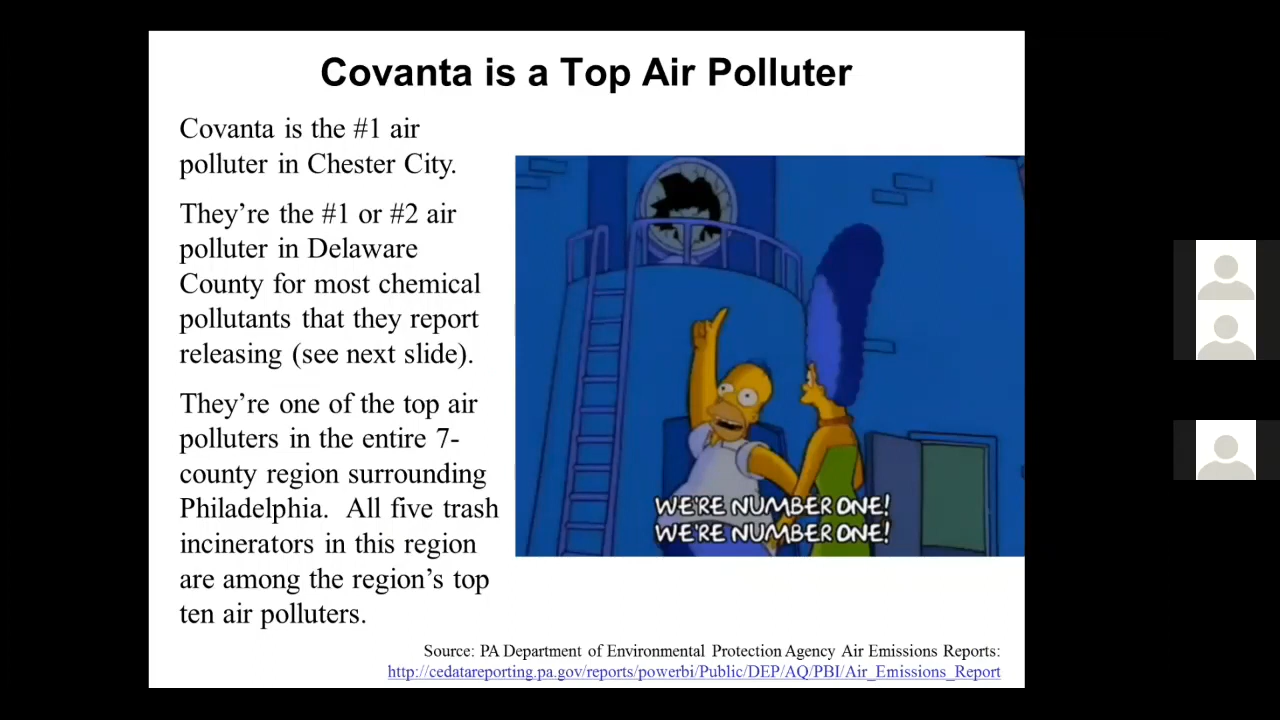 Covanta is a Top Air Polluter
Covanta is the #1 air
polluter in Chester City.
They're the #1 or #2 air
polluter in Delaware
County for most chemical
pollutants that they report
releasing (see next slide).
They're one of the top air
polluters in the entire 7-
county region surrounding
Philadelphia.  All five trash
incinerators in this region
are among the region's top
ten air polluters.
WE'RE NUMBER ONE!
WE'RE NUMBER ONE!
Source: PA Department of Environmental Protection Agency Air Emissions Reports:
http://cedatareporting.pa.gov/reports/powerbi/Public/DEP/AQ/PBI/Air_Emissions_Report